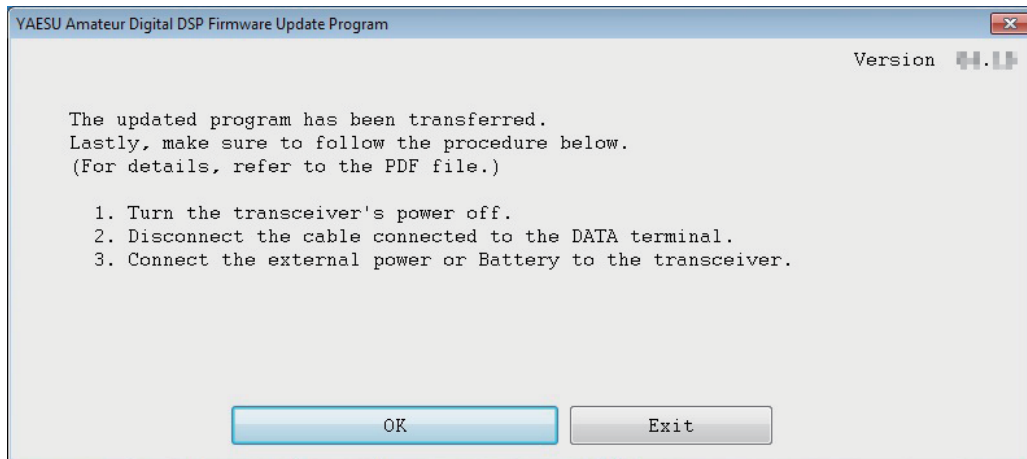 YAESU Amateur Digital DSP Firmware Update Program
Version
The updated program has been transferred.
Lastly, make sure to follow the procedure below.
(For details, refer to the PDF file.)
1. Turn the transceiver's power off.
2. Disconnect the cable connected to the DATA terminal.
3. Connect the external power or Battery to the transceiver.
OK
Exit